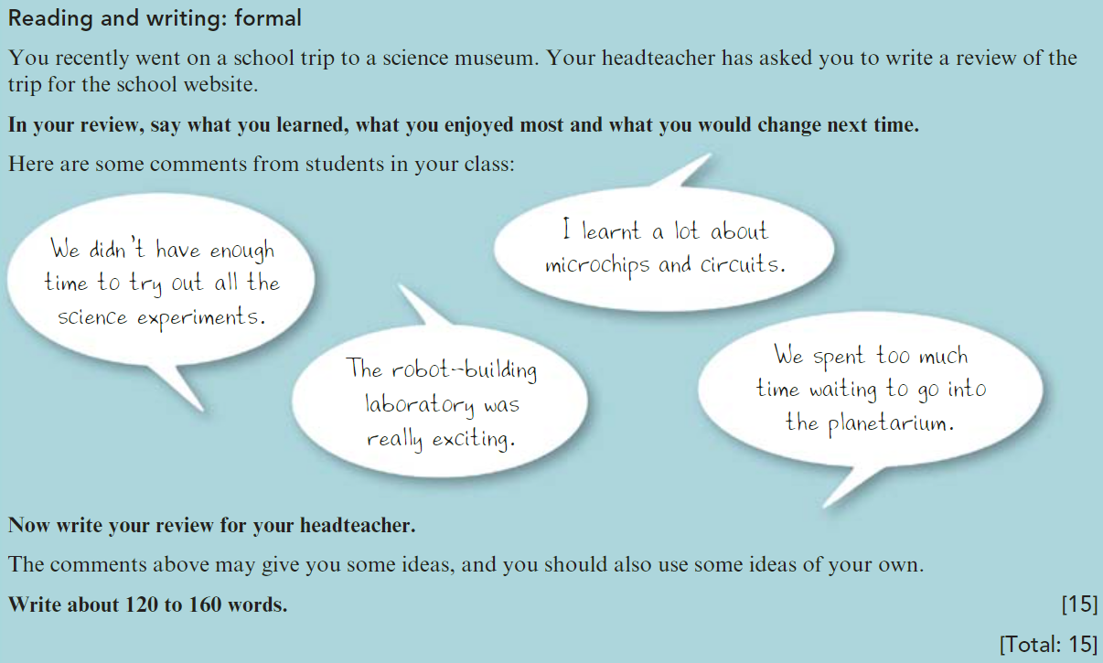 Reading and writing: formal
You recently went on a school trip to a science museum. Your headteacher has asked you to write a review of the
trip for the school website.
In your review, say what you learned, what you enjoyed most and what you would change next time.
Here are some comments from students in your class:
We didn't have enough
time to try out all the
science experiments.
I learnt a lot about
microchips and circuits.
The robot-building
laboratory was
really exciting.
We spent too much
time waiting to go into
the planetarium.
Now write your review for your headteacher.
The comments above may give you some ideas, and you should also use some ideas of your own.
Write about 120 to 160 words. [15]
[Total: 15]